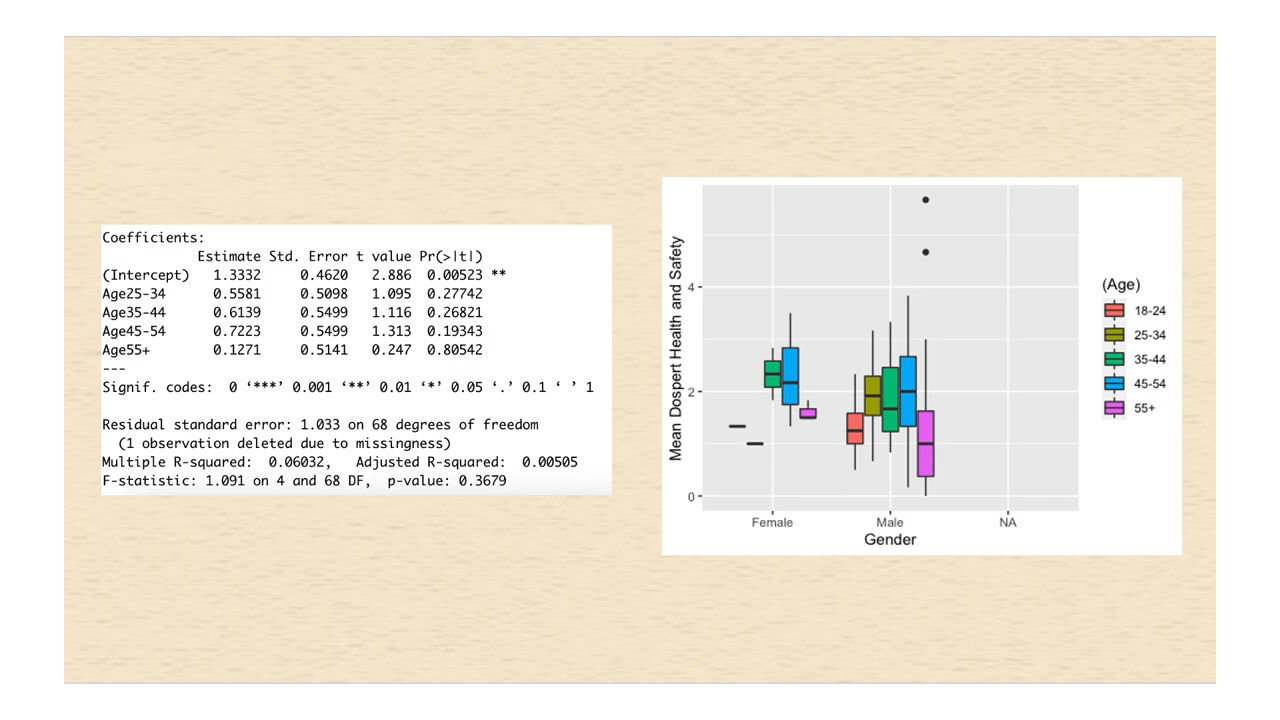 Coefficients:
Estimate Std. Error t value Pr(>|t|)
(Intercept) 1.3332 0.4620 2.886 0.00523 **
Age25-34 0.5581 0.5098 1.095 0.27742
Age35-44 0.6139 0.5499 1.116 0.26821
Age45-54 0.7223 0.5499 1.313 0.19343
Age55+ 0.1271 0.5141 0.247 0.80542
---
Signif. codes: 0 ‘***’ 0.001 ‘**’ 0.01 ‘*’ 0.05 ‘.’ 0.1 ‘ ’ 1
Residual standard error: 1.033 on 68 degrees of freedom
(1 observation deleted due to missingness)
Multiple R-squared: 0.06032, Adjusted R-squared: 0.00505
F-statistic: 1.091 on 4 and 68 DF, p-value: 0.3679
Mean Dospert Health and Safety
4
2
0
Female Male NA
Gender
(Age)
18-24
25-34
35-44
45-54
55+